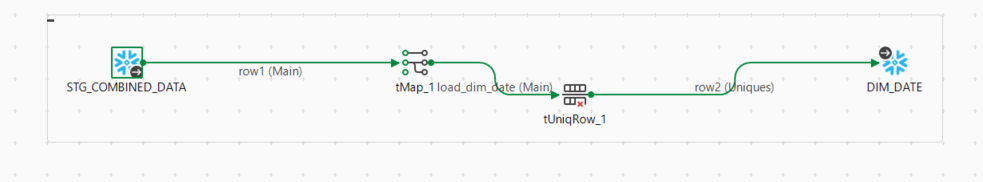 row1 (Main)
STG_COMBINED_DATA
tMap_1
load_dim_date (Main)
row2 (Uniques)
DIM_DATE
tUniqRow_1